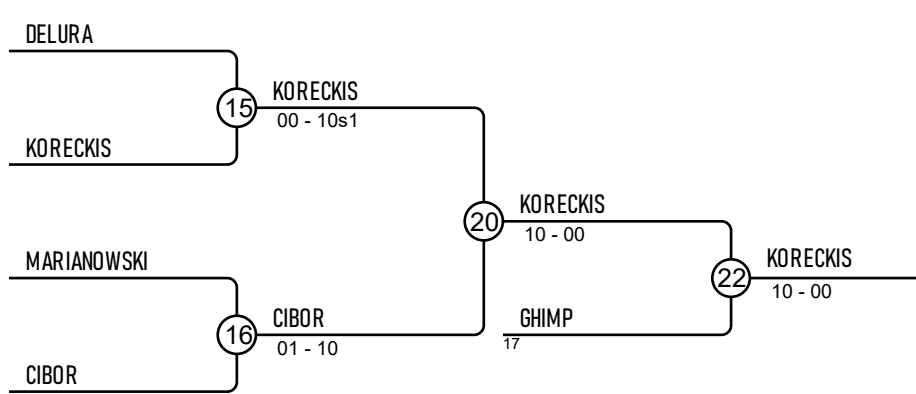 DELURA
15
KORECKIS
00 - 10s1
KORECKIS
20
KORECKIS
10 - 00
MARIANOWSKI
16
CIBOR
01 - 10
CIBOR
GHIMP
17
22
KORECKIS
10 - 00